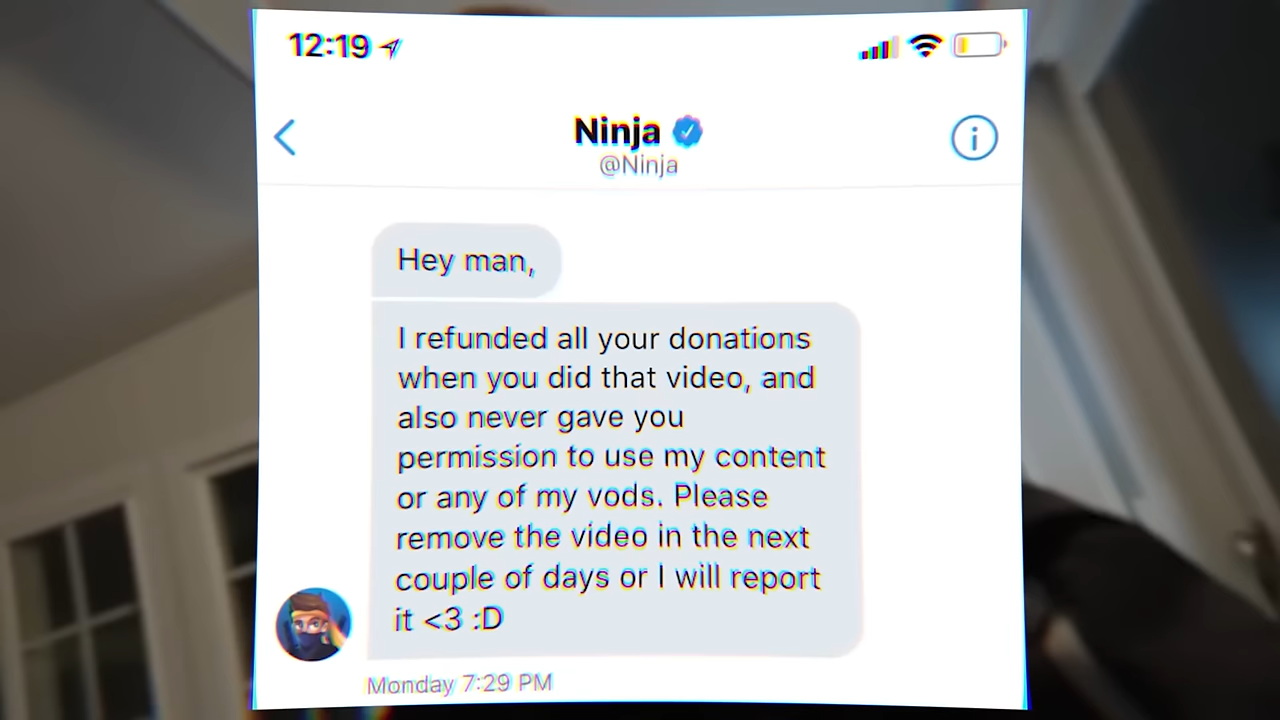 12:19
Ninja
@Ninja
Hey man,
I refunded all your donations
when you did that video, and
also never gave you
permission to use my content
or any of my vods. Please
remove the video in the next
couple of days or I will report
it <3 :D
Monday 7:29 PM